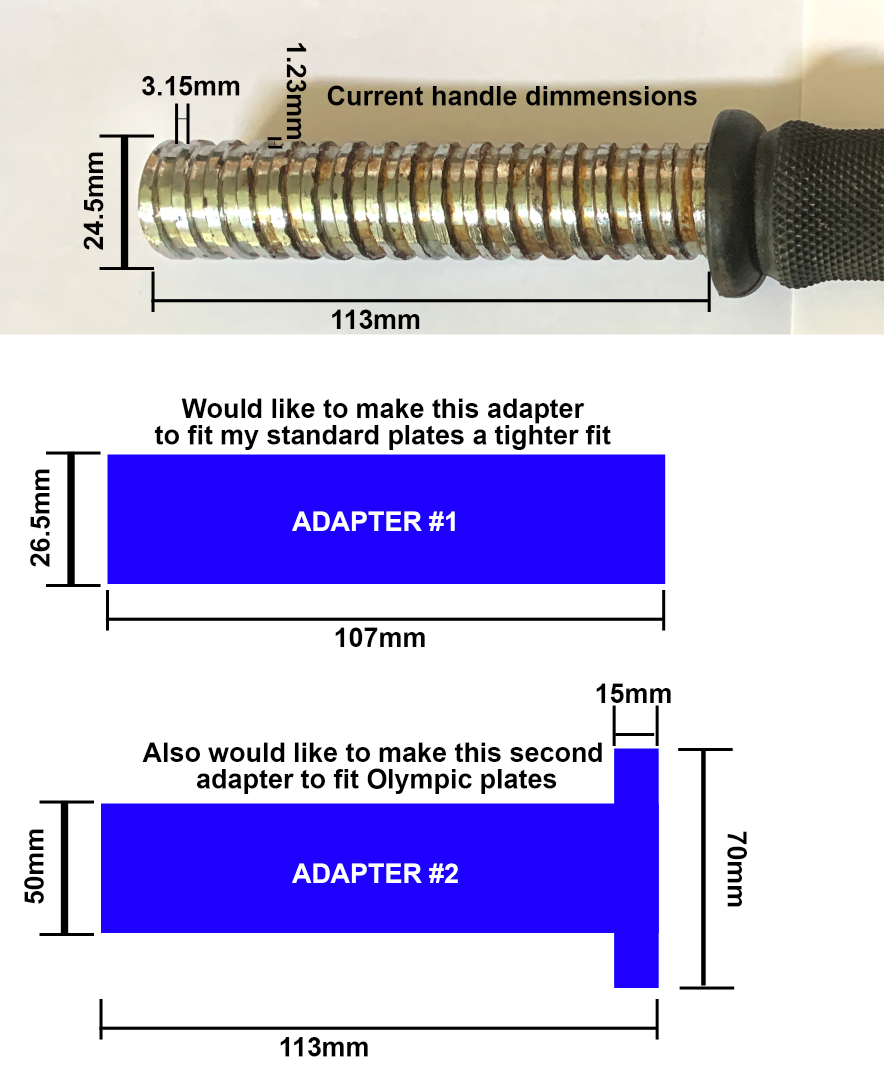 3.15mm
1.23mm
Current handle dimmensions
24.5mm
113mm
Would like to make this adapter
to fit my standard plates a tighter fit
26.5mm
ADAPTER #1
107mm
15mm
Also would like to make this second
adapter to fit Olympic plates
50mm
ADAPTER #2
70mm
113mm